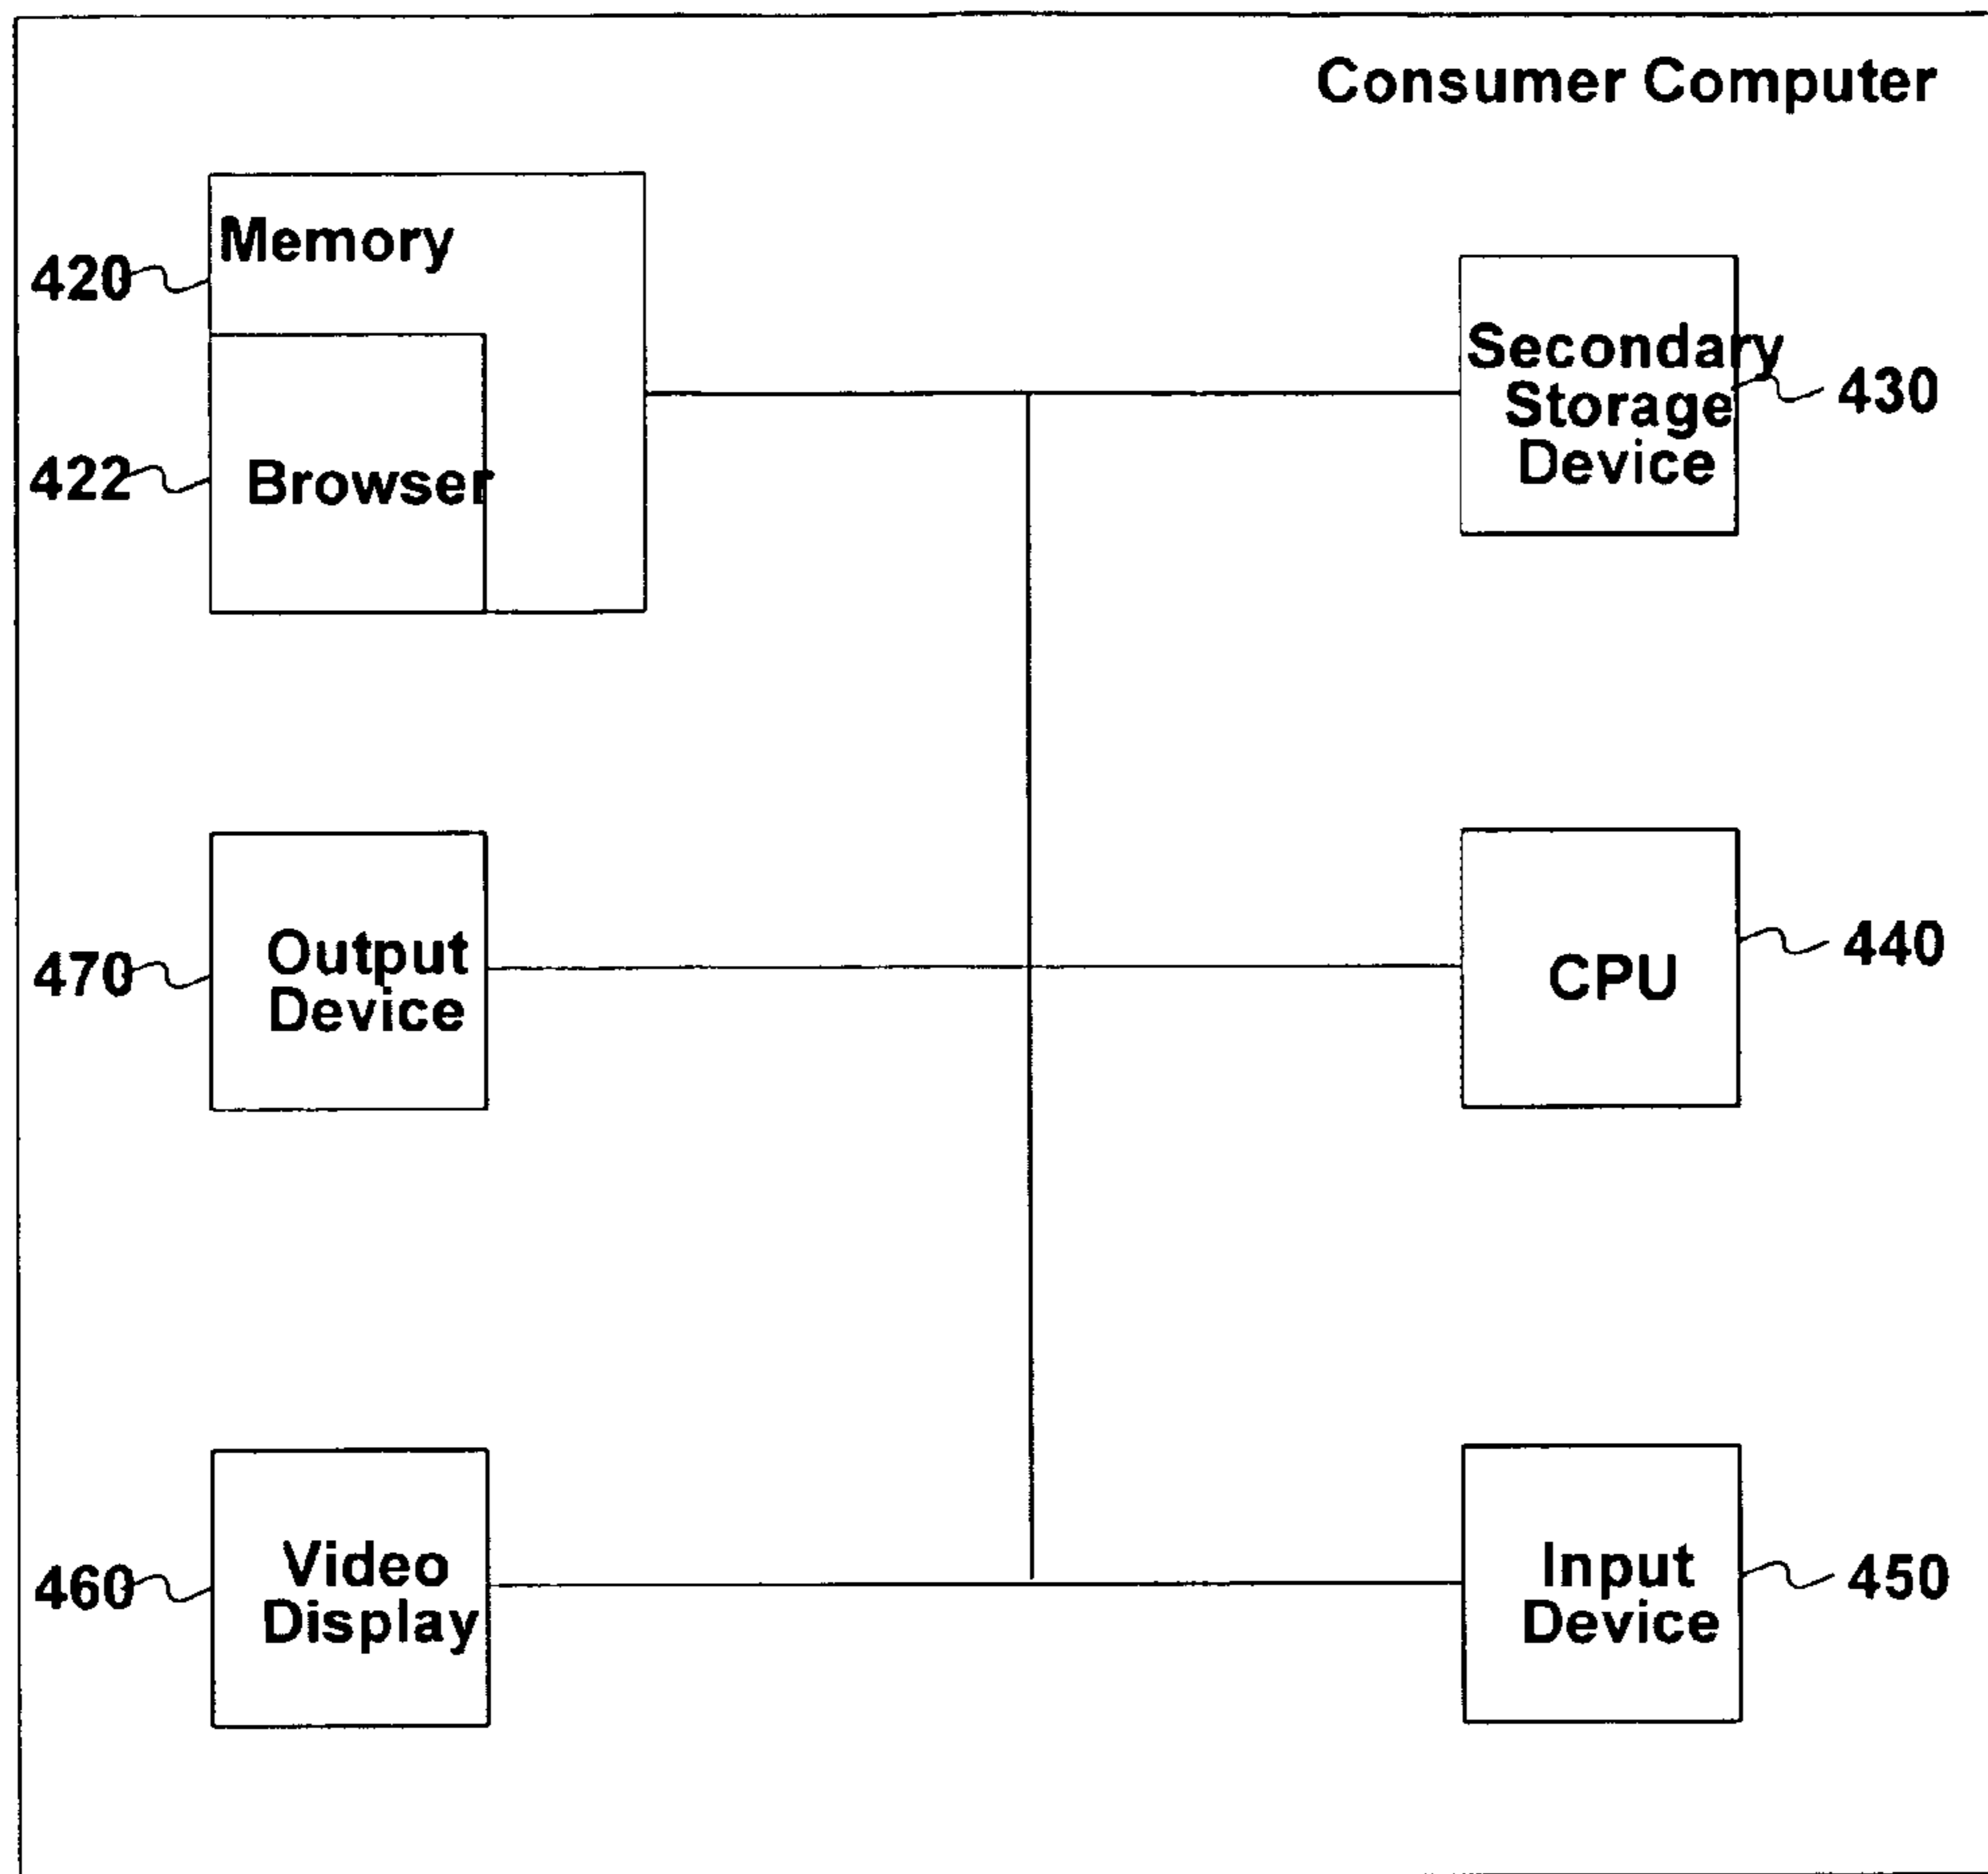 Consumer Computer
Memory
420
Secondary
Storage
Device
430
422
Browser
Output
Device
470
CPU
440
Video
Display
460
Input
Device
450